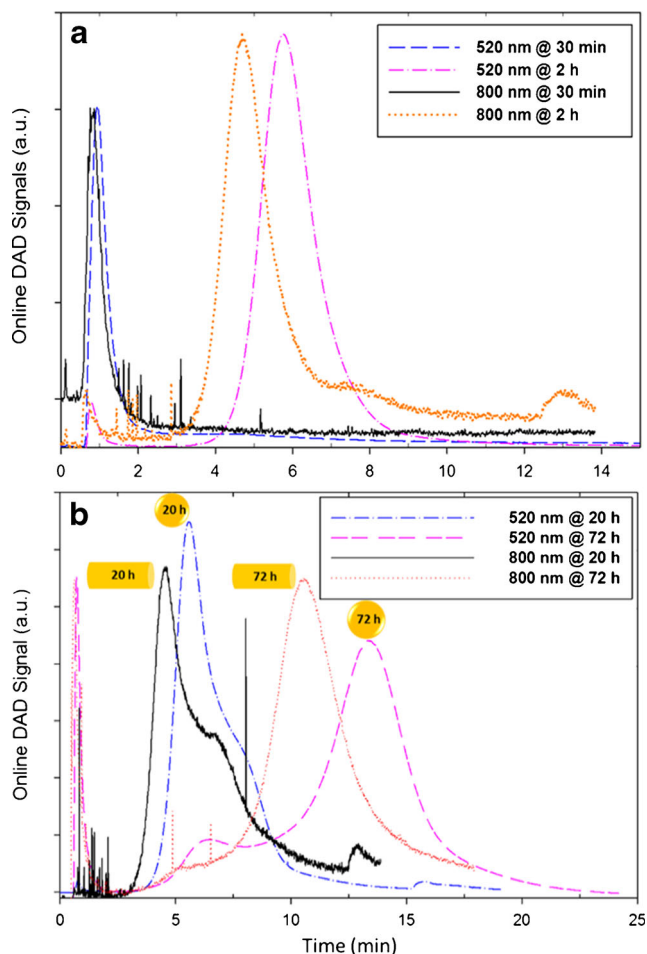 a
520 nm @ 30 min
520 nm @ 2 h
800 nm @ 30 min
800 nm @ 2 h
Online DAD Signals (a.u.)
0 2 4 6 8 10 12 14
b
520 nm @ 20 h
520 nm @ 72 h
800 nm @ 20 h
800 nm @ 72 h
20 h
20 h
72 h
72 h
Online DAD Signal (a.u.)
0 5 10 15 20 25
Time (min)